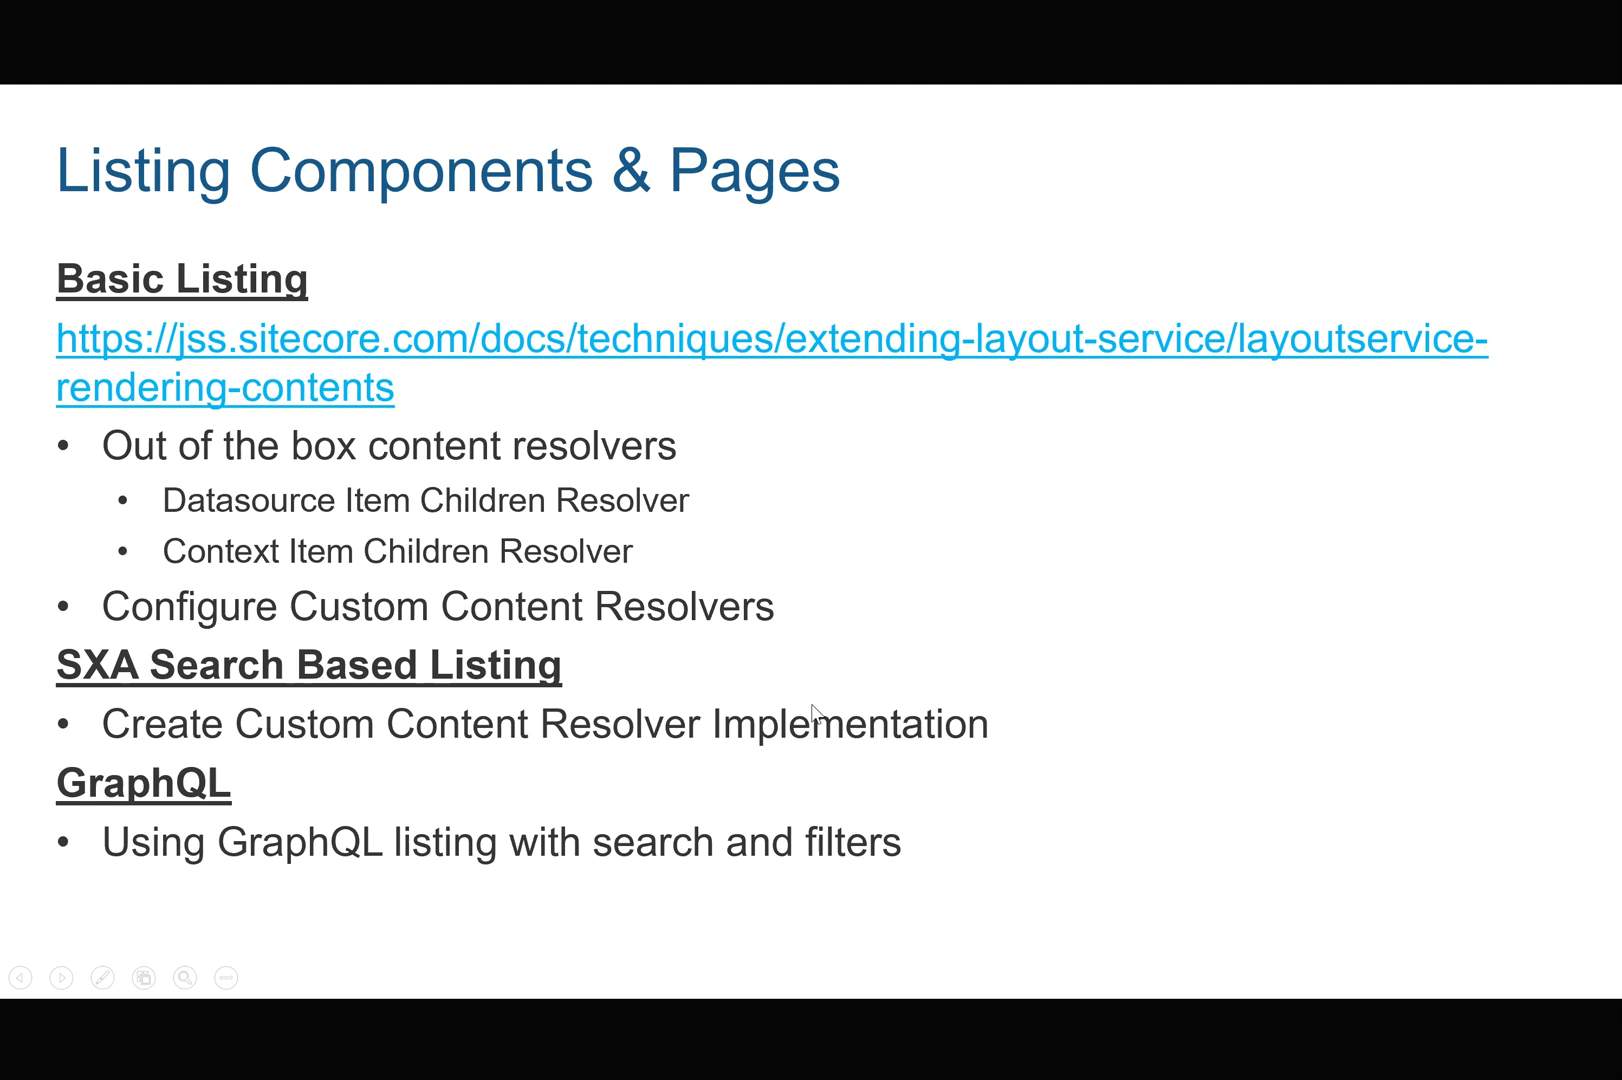 Listing Components & Pages
Basic Listing
https://jss.sitecore.com/docs/techniques/extending-layout-service/layoutservice-
rendering-contents
• Out of the box content resolvers
• Datasource Item Children Resolver
• Context Item Children Resolver
• Configure Custom Content Resolvers
SXA Search Based Listing
• Create Custom Content Resolver Implementation
GraphQL
• Using GraphQL listing with search and filters